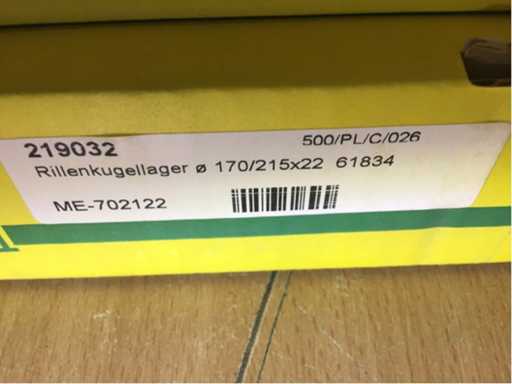 219032
500/PL/C/026
Rillenkugellager ø 170/215x22 61834
ME-702122